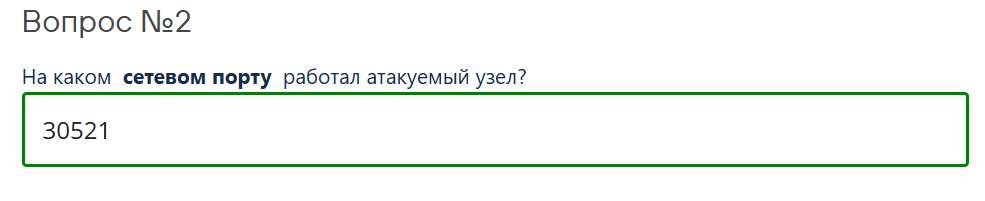 Вопрос №2
На каком сетевом порту работал атакуемый узел?
30521